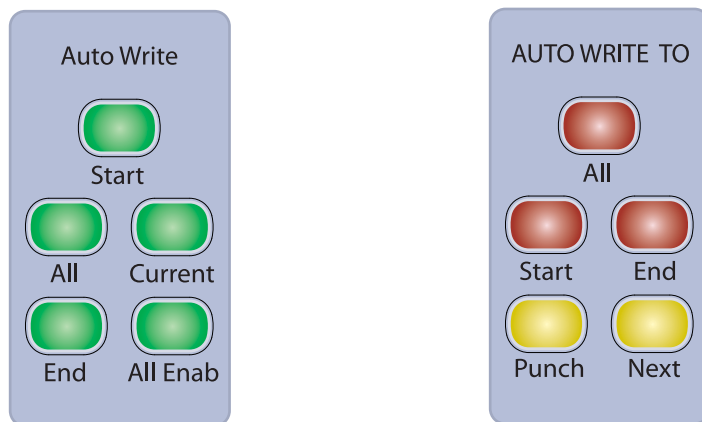 Auto Write
Start
All Current
End All Enab
AUTO WRITE TO
All
Start End
Punch Next